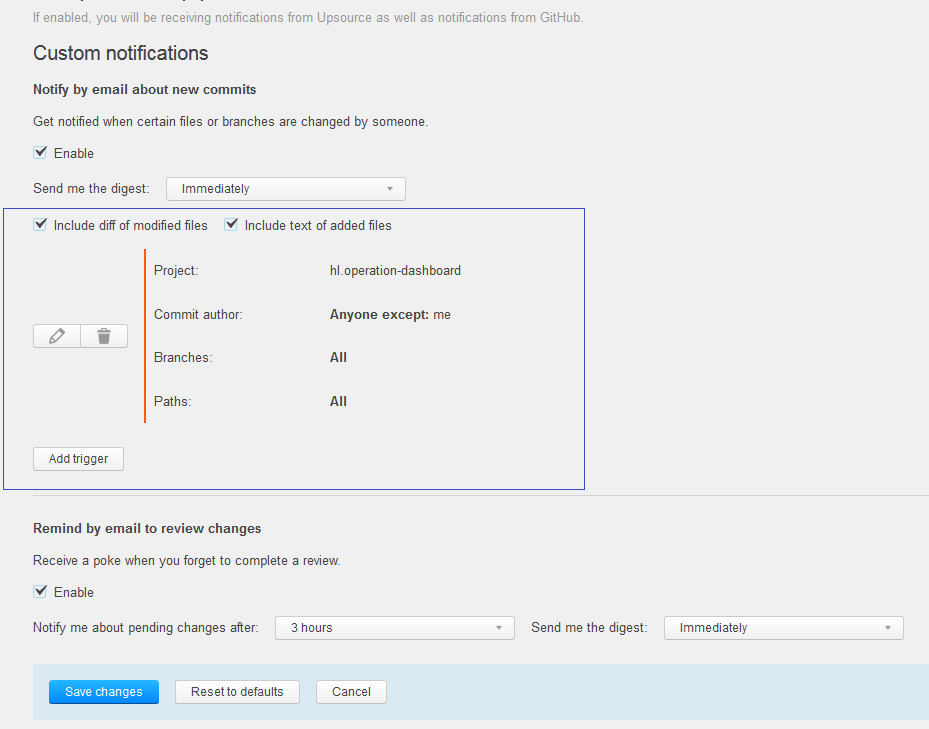 If enabled, you will be receiving notifications from Upsource as well as notifications from GitHub.
Custom notifications
Notify by email about new commits
Get notified when certain files or branches are changed by someone.
Enable
Send me the digest: Immediately
Include diff of modified files Include text of added files
Project: hl.operation-dashboard
Commit author: Anyone except: me
Branches: All
Paths: All
Add trigger
Remind by email to review changes
Receive a poke when you forget to complete a review.
Enable
Notify me about pending changes after: 3 hours Send me the digest: Immediately
Save changes Reset to defaults Cancel